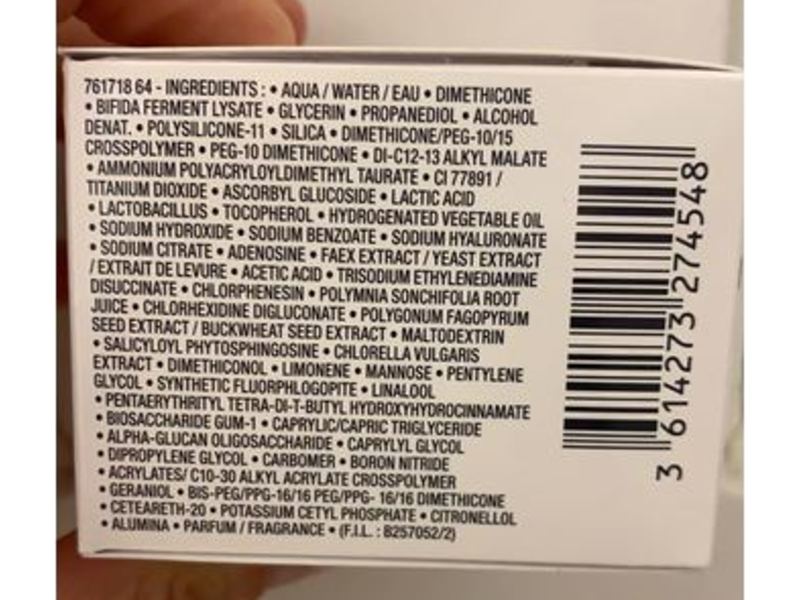 761718 64 - INGREDIENTS : • AQUA / WATER / EAU • DIMETHICONE
• BIFIDA FERMENT LYSATE • GLYCERIN • PROPANEDIOL • ALCOHOL
DENAT. • POLYSILICONE-11 • SILICA • DIMETHICONE/PEG-10/15
CROSSPOLYMER • PEG-10 DIMETHICONE • DI-C12-13 ALKYL MALATE
• AMMONIUM POLYACRYLOYLDIMETHYL TAURATE • CI 77891 /
TITANIUM DIOXIDE • ASCORBYL GLUCOSIDE • LACTIC ACID
• LACTOBACILLUS • TOCOPHEROL • HYDROGENATED VEGETABLE OIL
• SODIUM HYDROXIDE • SODIUM BENZOATE • SODIUM HYALURONATE
• SODIUM CITRATE • ADENOSINE • FAEX EXTRACT / YEAST EXTRACT
/ EXTRAIT DE LEVURE • ACETIC ACID • TRISODIUM ETHYLENEDIAMINE
DISUCCINATE • CHLORPHENESIN • POLYMNIA SONCHIFOLIA ROOT
JUICE • CHLORHEXIDINE DIGLUCONATE • POLYGONUM FAGOPYRUM
SEED EXTRACT / BUCKWHEAT SEED EXTRACT • MALTODEXTRIN
• SALICYLOYL PHYTOSPHINGOSINE • CHLORELLA VULGARIS
EXTRACT • DIMETHICONOL • LIMONENE • MANNOSE • PENTYLENE
GLYCOL • SYNTHETIC FLUORPHLOGOPITE • LINALOOL
• PENTAERYTHRITYL TETRA-DI-T-BUTYL HYDROXYHYDROCINNAMATE
• BIOSACCHARIDE GUM-1 • CAPRYLIC/CAPRIC TRIGLYCERIDE
• ALPHA-GLUCAN OLIGOSACCHARIDE • CAPRYLYL GLYCOL
• DIPROPYLENE GLYCOL • CARBOMER • BORON NITRIDE
• ACRYLATES/ C10-30 ALKYL ACRYLATE CROSSPOLYMER
• GERANIOL • BIS-PEG/PPG-16/16 PEG/PPG- 16/16 DIMETHICONE
• CETEARETH-20 • POTASSIUM CETYL PHOSPHATE • CITRONELLOL
• ALUMINA • PARFUM / FRAGRANCE • (F.I.L. : B257052/2)
3 614273 274548